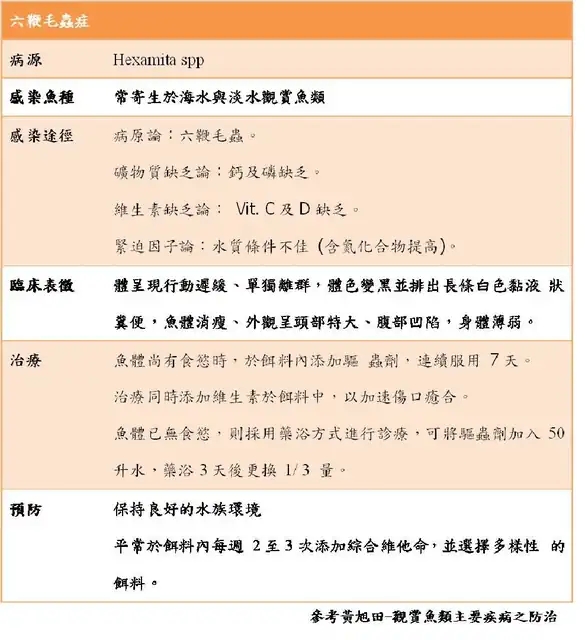 六鞭毛蟲症
病源 Hexamita spp
感染魚種 常寄生於海水與淡水觀賞魚類
感染途徑 病原論：六鞭毛蟲。
礦物質缺乏論：鈣及磷缺乏。
維生素缺乏論： Vit. C 及 D 缺乏。
緊迫因子論：水質條件不佳 (含氮化合物提高)。
臨床表徵 體呈現行動遲緩、單獨離群，體色變黑並排出長條白色黏液 狀
糞便，魚體消瘦、外觀呈頭部特大、腹部凹陷，身體薄弱。
治療 魚體尚有食慾時，於餌料內添加驅 蟲劑，連續服用 7 天。
治療同時添加維生素於餌料中，以加速傷口癒合。
魚體已無食慾，則採用藥浴方式進行診療，可將驅蟲劑加入 50
升水，藥浴 3 天後更換 1/ 3 量。
預防 保持良好的水族環境
平常於餌料內每週 2 至 3 次添加綜合維他命，並選擇多樣性 的
餌料。
參考黃旭田-觀賞魚類主要疾病之防治